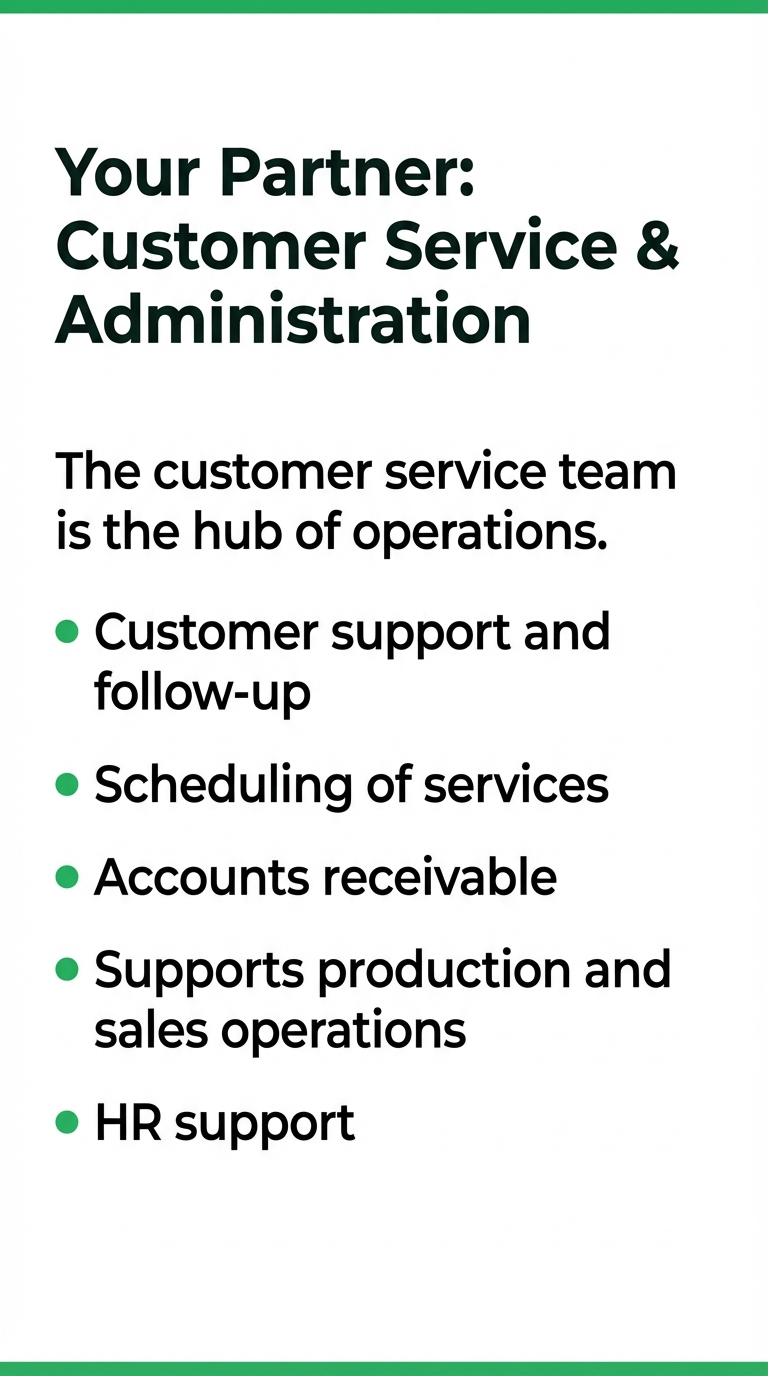 Your Partner:
Customer Service &
Administration
The customer service team
is the hub of operations.
• Customer support and
follow-up
• Scheduling of services
• Accounts receivable
• Supports production and
sales operations
• HR support